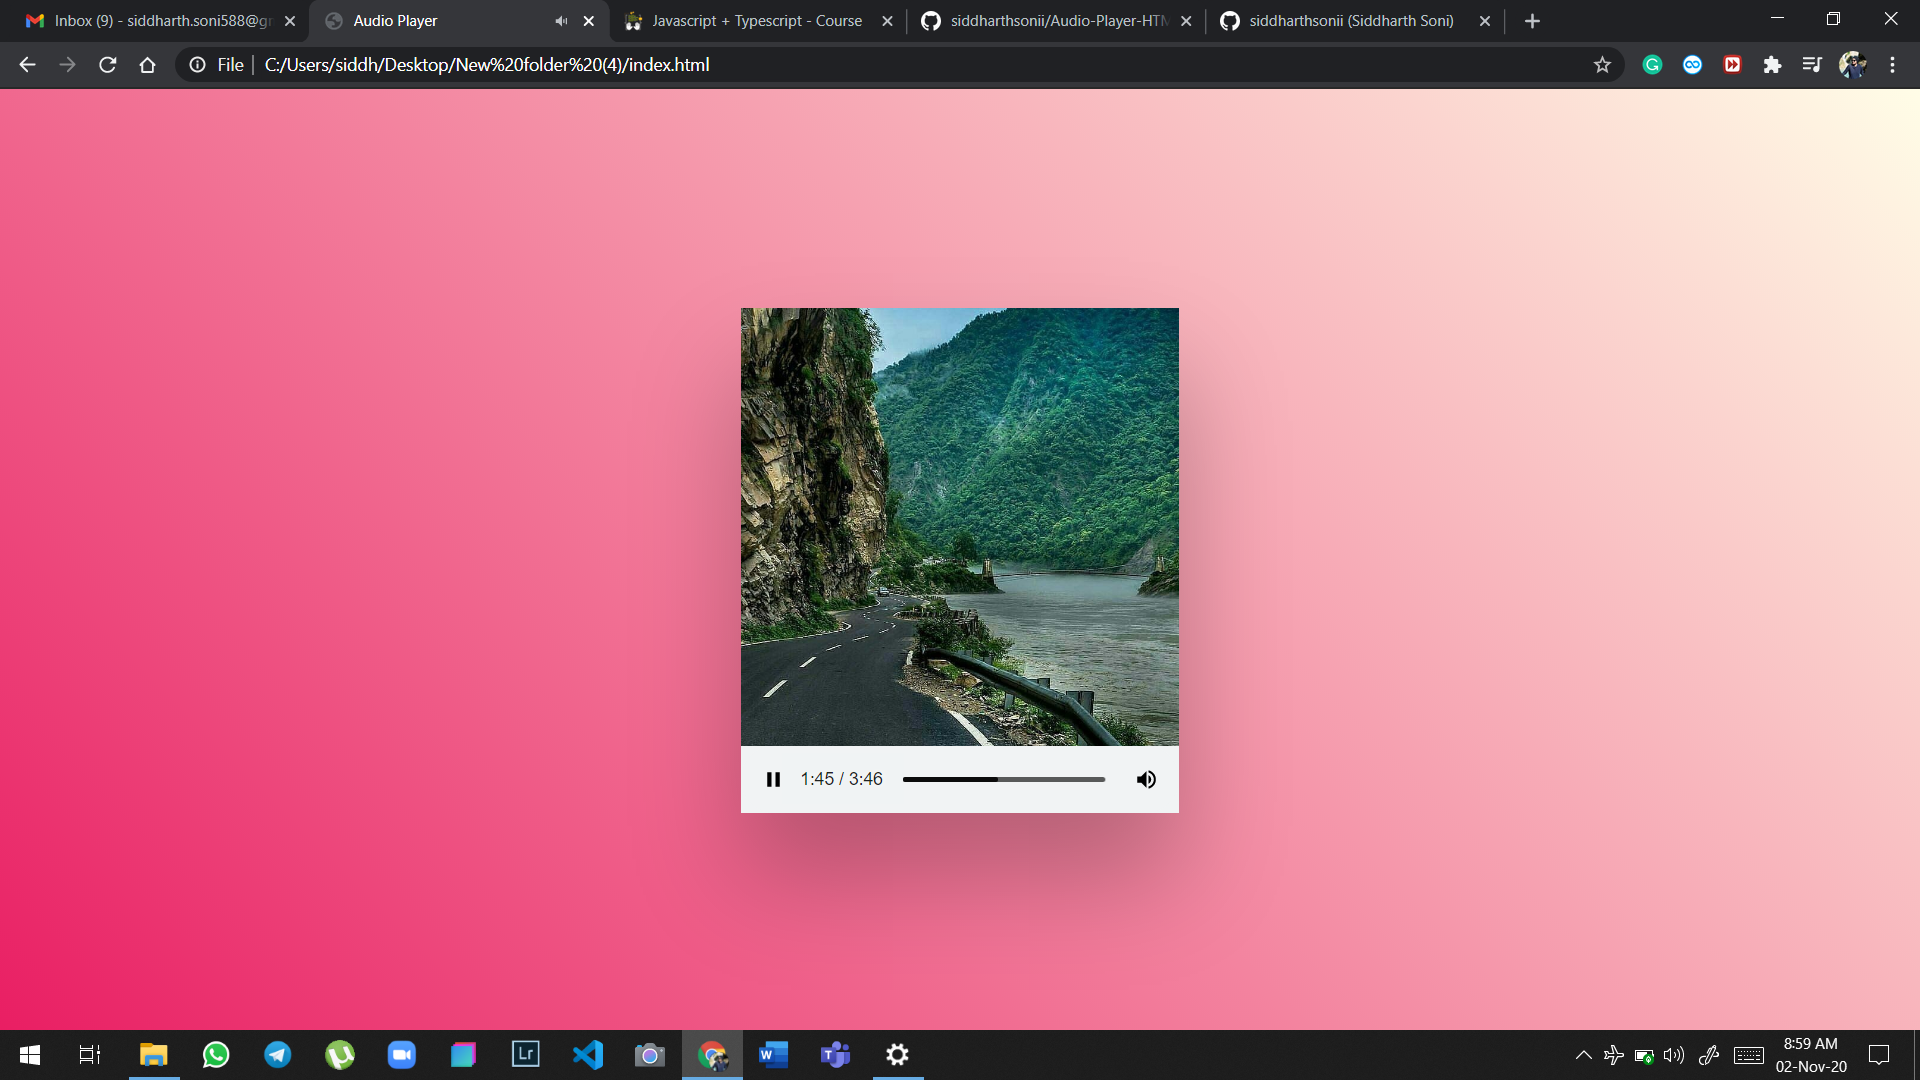 Inbox (9) - siddharth.soni588@gr
Audio Player
Javascript + Typescript - Course
siddharthsonii/Audio-Player-HTM
siddharthsonii (Siddharth Soni)
File
C:/Users/siddh/Desktop/New%20folder%20(4)/index.html
1:45 / 3:46
Lr
8:59 AM
02-Nov-20